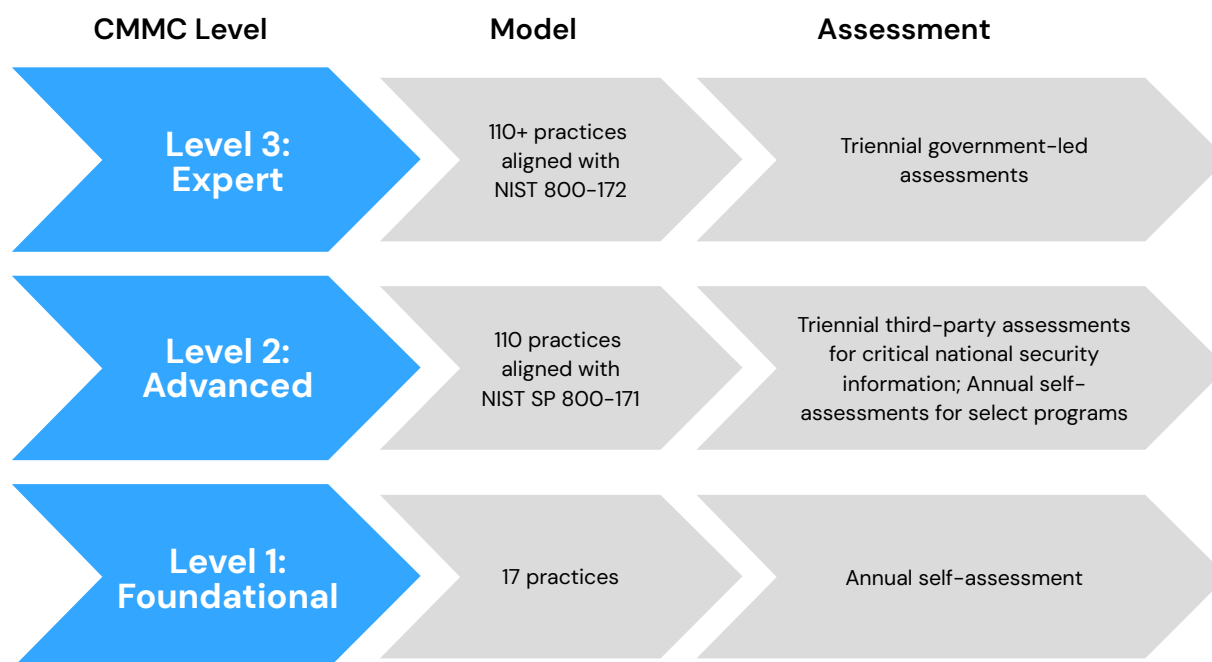 CMMC Level
Model
Assessment
Level 3:
Expert
110+ practices
aligned with
NIST 800-172
Triennial government-led
assessments
Level 2:
Advanced
110 practices
aligned with
NIST SP 800-171
Triennial third-party assessments
for critical national security
information; Annual self-
assessments for select programs
Level 1:
Foundational
17 practices
Annual self-assessment